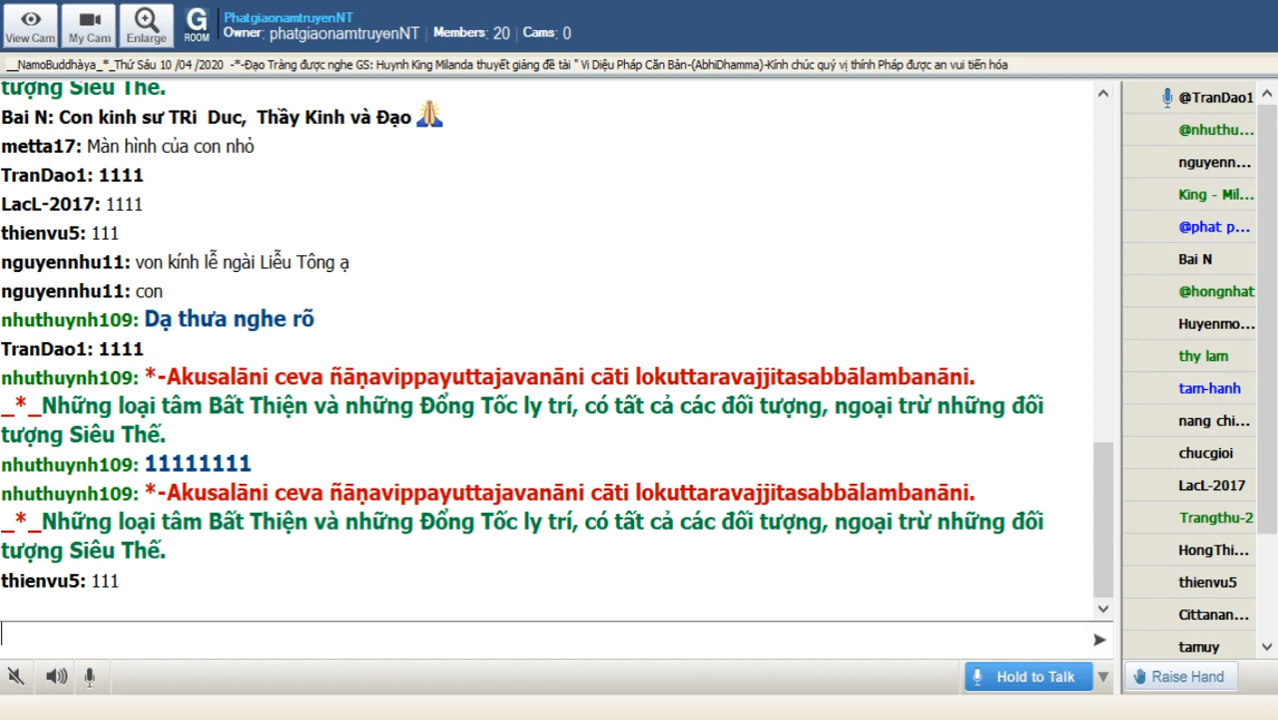 PhatgiaonamtruyenNT
Owner: phatgiaonamtruyenNT | Members: 20 | Cams: 0
View Cam
My Cam
Enlarge
G ROOM
__NamoBuddhàya_*_Thứ Sáu 10 /04 /2020 -*-Đạo Tràng được nghe GS: Huynh King Milanda thuyết giảng đề tài " Vi Diệu Pháp Căn Bản-(AbhiDhamma)-Kính chúc quý vị thính Pháp được an vui tiến hóa
tượng Siêu Thế.
Bai N: Con kinh sư TRi Duc, Thầy Kinh và Đạo
metta17: Màn hình của con nhỏ
TranDao1: 1111
LacL-2017: 1111
thienvu5: 111
nguyennhu11: von kính lễ ngài Liễu Tông ạ
nguyennhu11: con
nhuthuynh109: Dạ thưa nghe rõ
TranDao1: 1111
nhuthuynh109: *-Akusalāni ceva ñāṇavippayuttajavanāni cāti lokuttaravajjitasabbālambanāni.
_*_Những loại tâm Bất Thiện và những Đổng Tốc ly trí, có tất cả các đối tượng, ngoại trừ những đối
tượng Siêu Thế.
nhuthuynh109: 11111111
nhuthuynh109: *-Akusalāni ceva ñāṇavippayuttajavanāni cāti lokuttaravajjitasabbālambanāni.
_*_Những loại tâm Bất Thiện và những Đổng Tốc ly trí, có tất cả các đối tượng, ngoại trừ những đối
tượng Siêu Thế.
thienvu5: 111
@TranDao1
@nhuthu...
nguyenn...
King - Mil...
@phat p...
Bai N
@hongnhat
Huyenmo...
thy lam
tam-hanh
nang chi...
chucgioi
LacL-2017
Trangthu-2
HongThi...
thienvu5
Cittanan...
tamuy
Hold to Talk
Raise Hand